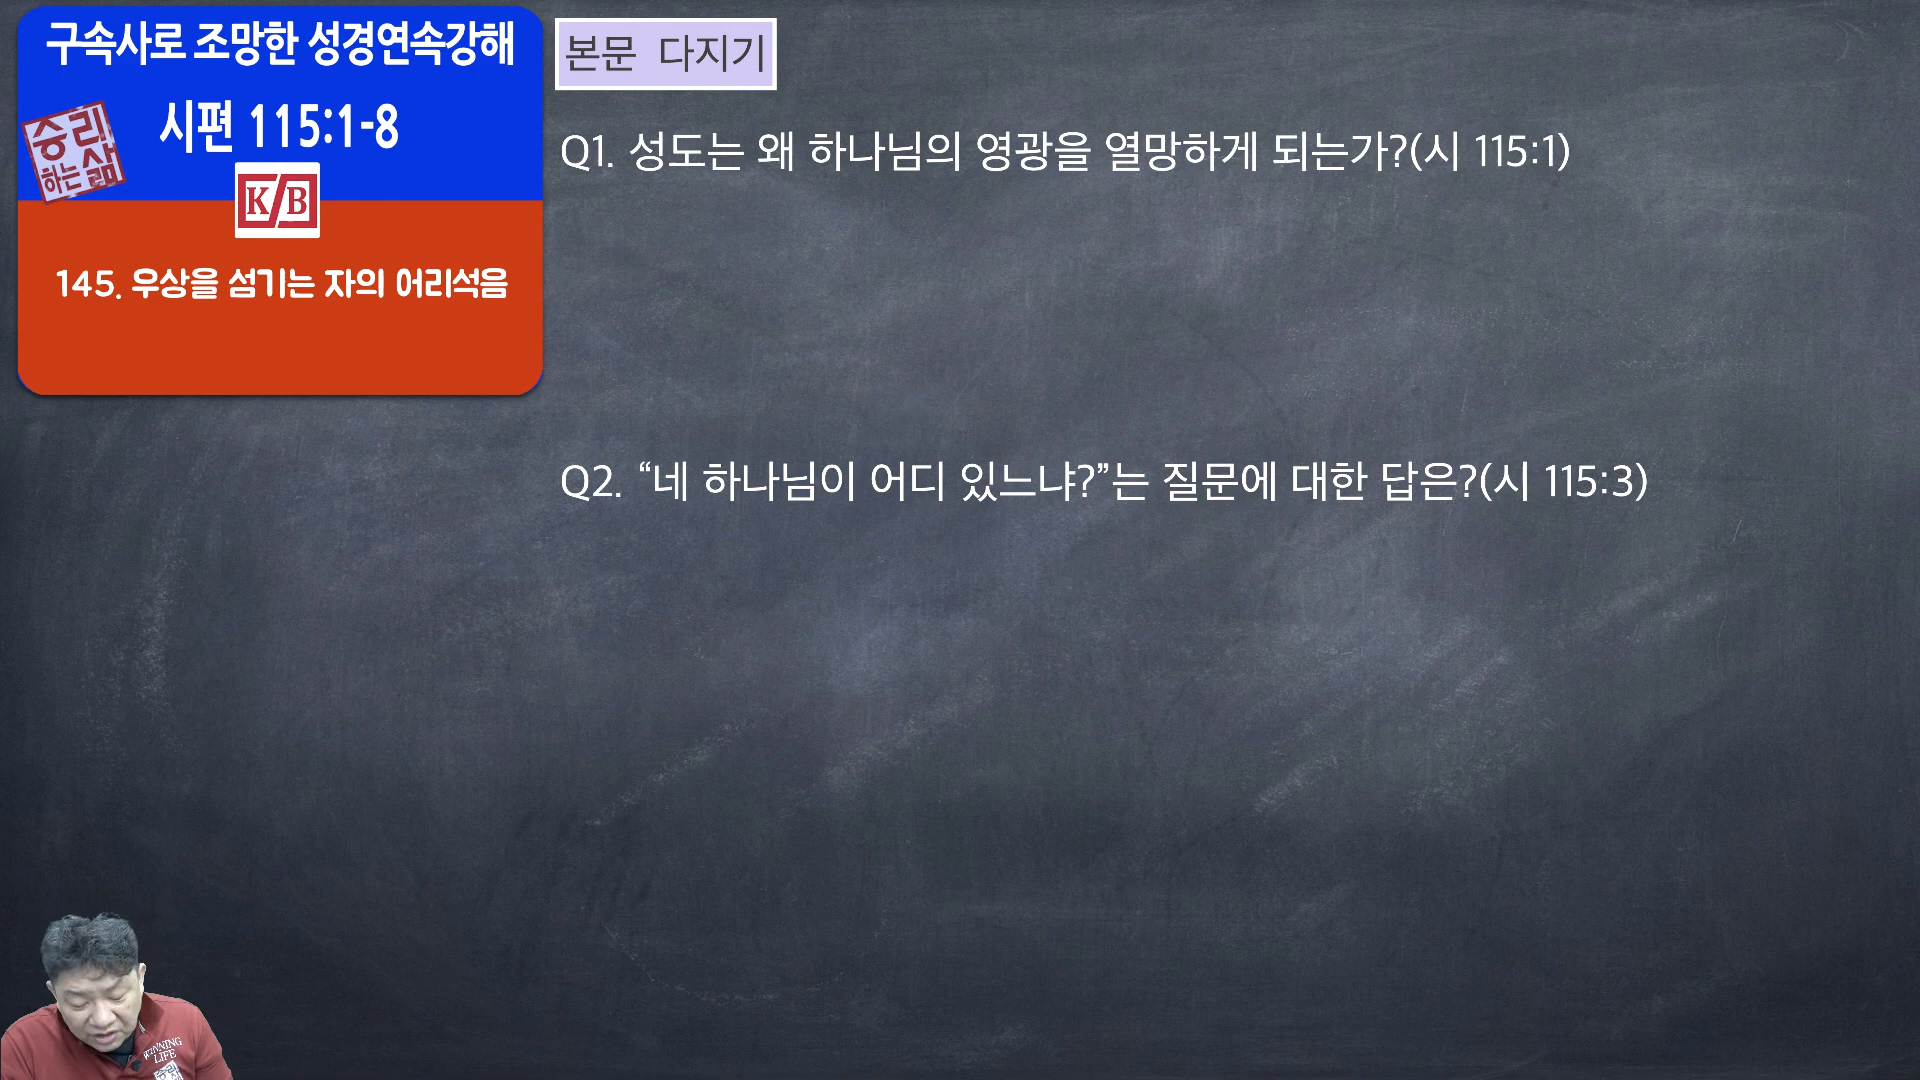 구속사로 조망한 성경연속강해
시편 115:1-8
승리
하는 삶
K/B
145. 우상을 섬기는 자의 어리석음
본문 다지기
Q1. 성도는 왜 하나님의 영광을 열망하게 되는가?(시 115:1)
Q2. “네 하나님이 어디 있느냐?”는 질문에 대한 답은?(시 115:3)
WINNING
LIFE